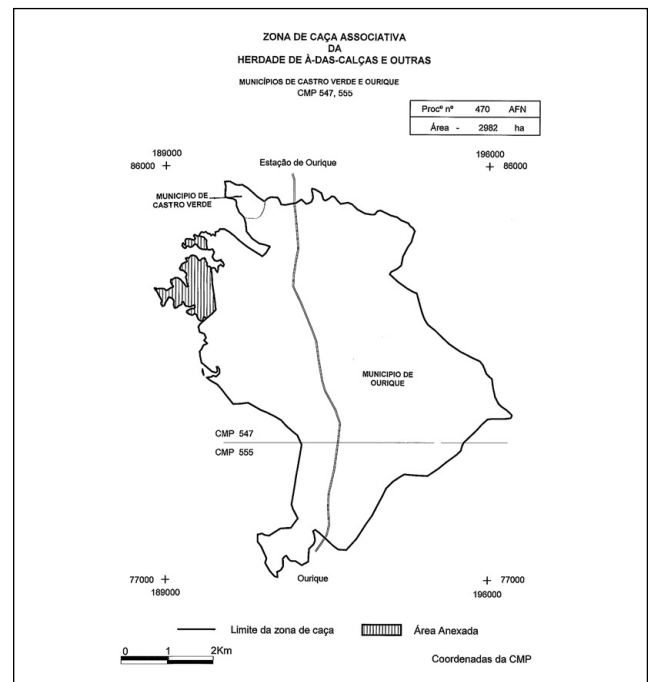 ZONA DE CAÇA ASSOCIATIVA
DA
HERDADE DE À-DAS-CALÇAS E OUTRAS
MUNICÍPIOS DE CASTRO VERDE E OURIQUE
CMP 547, 555
Procº nº 470 AFN
Área - 2982 ha
189000
86000
Estação de Ourique
196000
86000
MUNICIPIO DE
CASTRO VERDE
MUNICIPIO DE
OURIQUE
CMP 547
CMP 555
77000
189000
Ourique
77000
196000
Limite da zona de caça
Área Anexada
0 1 2Km
Coordenadas da CMP